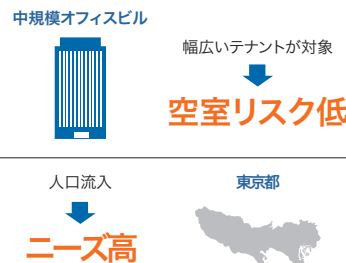 中規模オフィスビル
幅広いテナントが対象
空室リスク低
人口流入
ニーズ高
東京都